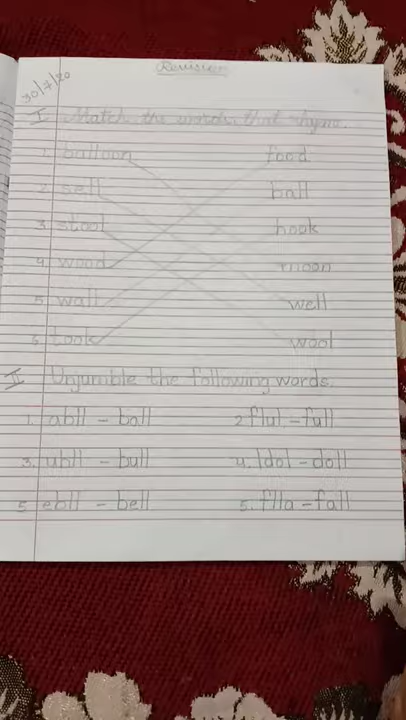 Revision
30/7/20
I Match the words that rhyme.
1. balloon food
2. sell ball
3. stool hook
4. wood moon
5. wall well
6. took wool
II Unjumble the following words.
1. abll - ball 2 flul - full
3. ubll - bull 4. ldol - doll
5 ebll - bell 5. flla - fall